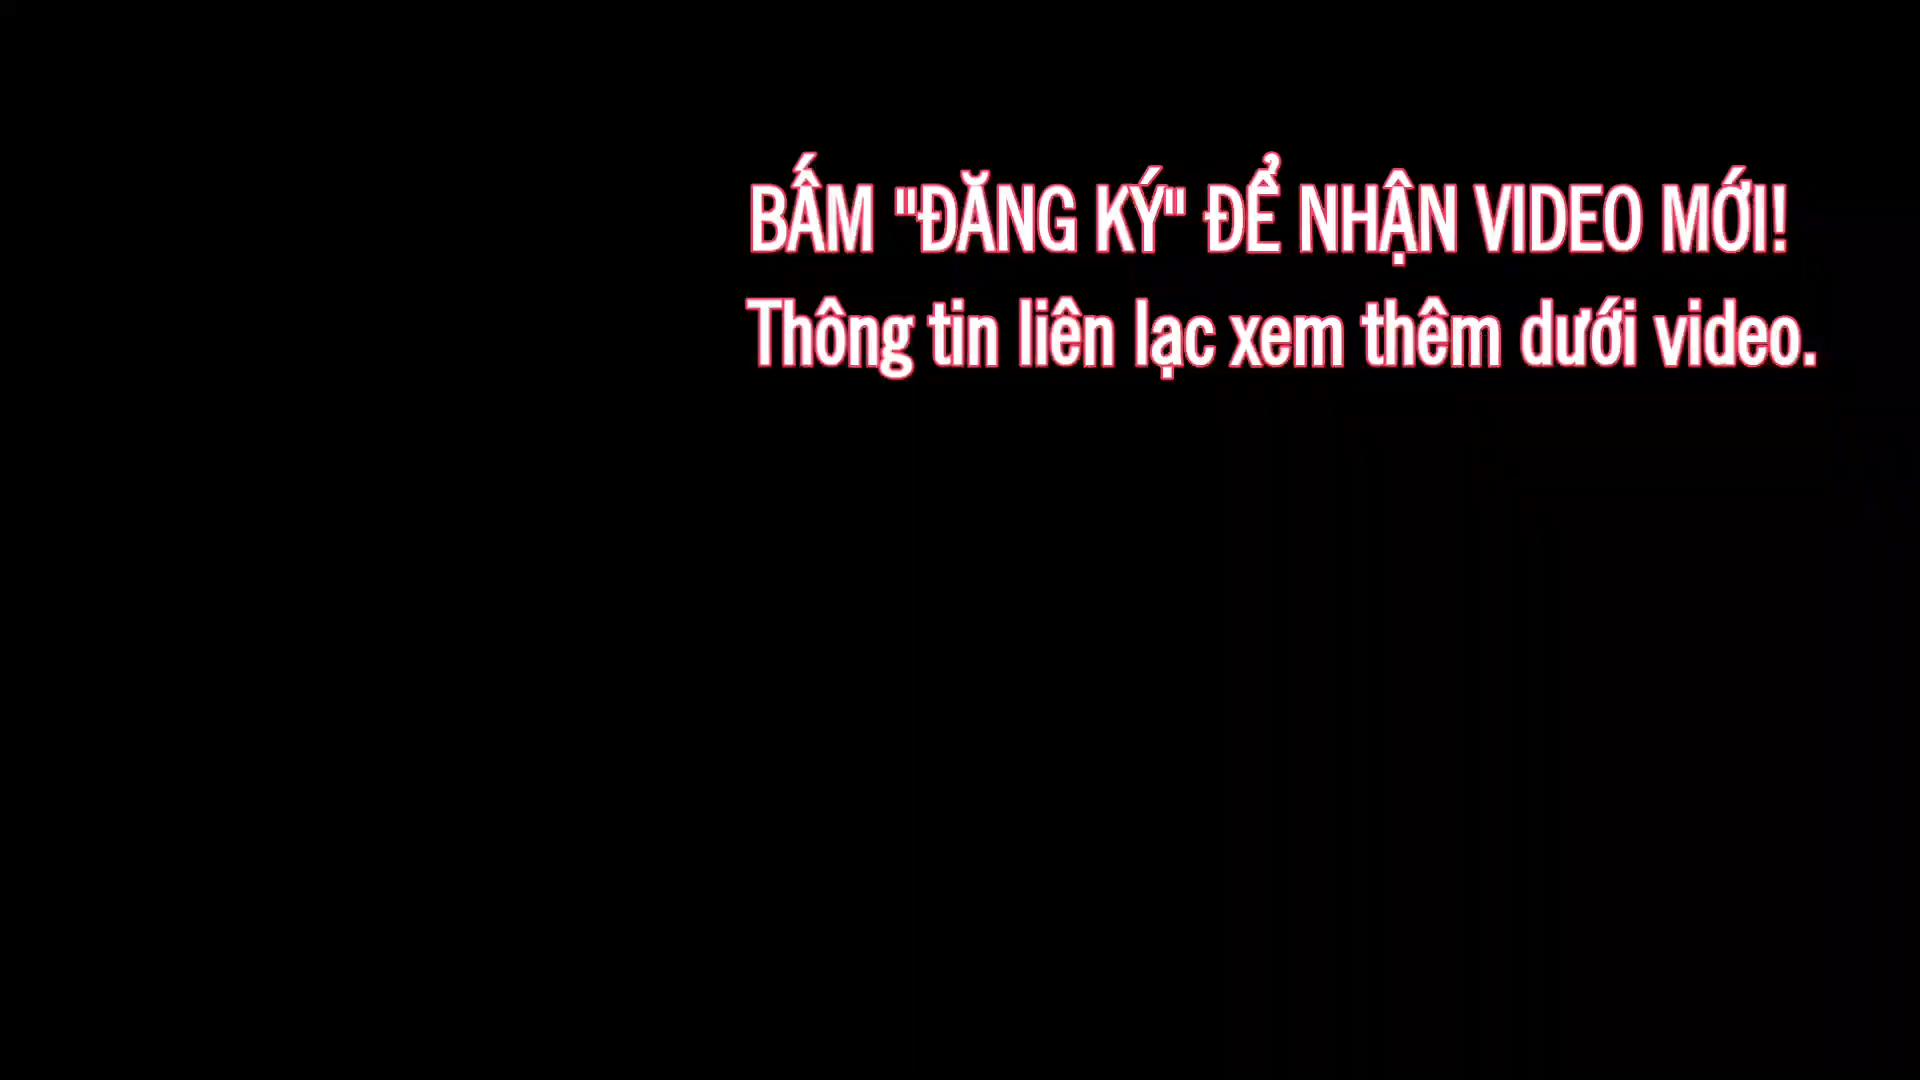 BẤM "ĐĂNG KÝ" ĐỂ NHẬN VIDEO MỚI!
Thông tin liên lạc xem thêm dưới video.